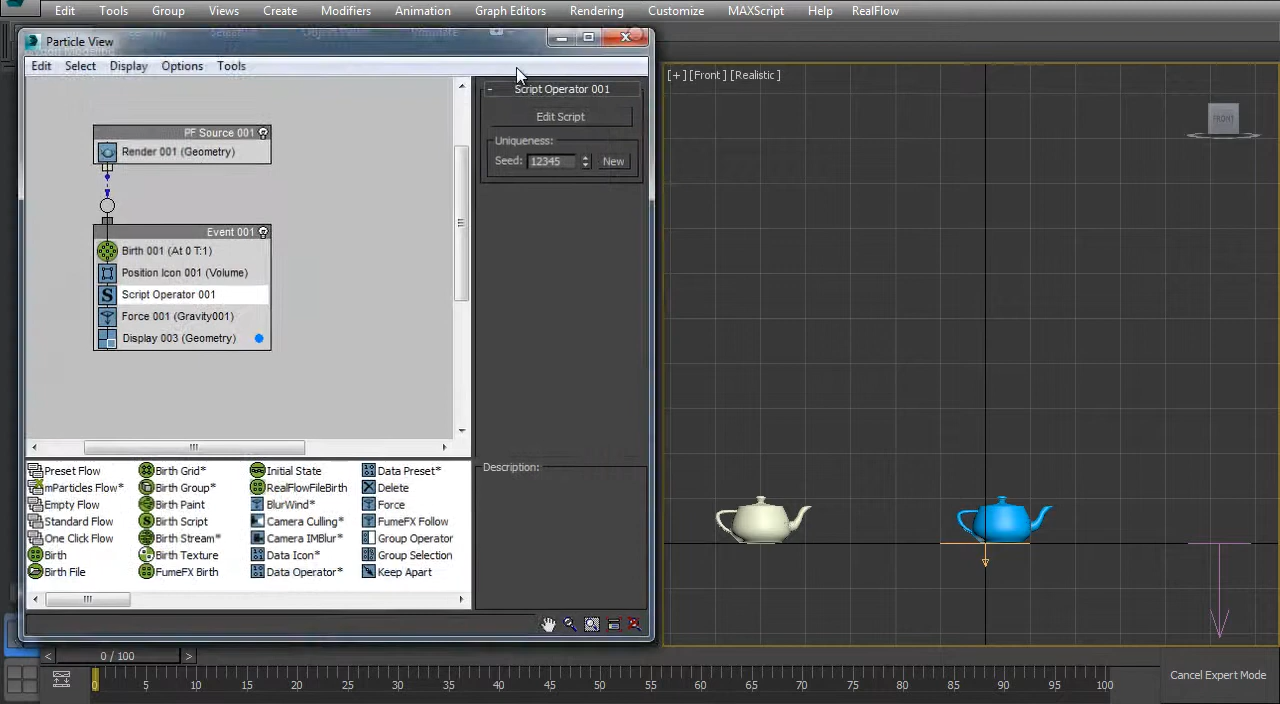 Edit Tools Group Views Create Modifiers Animation Graph Editors Rendering Customize MAXScript Help RealFlow
Particle View
Edit Select Display Options Tools
PF Source 001
Render 001 (Geometry)
Event 001
Birth 001 (At 0 T:1)
Position Icon 001 (Volume)
Script Operator 001
Force 001 (Gravity001)
Display 003 (Geometry)
- Script Operator 001
Edit Script
Uniqueness:
Seed: 12345 New
[+] [Front] [Realistic]
FRONT
Preset Flow Birth Grid* Initial State Data Preset*
mParticles Flow* Birth Group* RealFlowFileBirth Delete
Empty Flow Birth Paint BlurWind* Force
Standard Flow Birth Script Camera Culling* FumeFX Follow
One Click Flow Birth Stream* Camera IMBlur* Group Operator
Birth Birth Texture Data Icon* Group Selection
Birth File FumeFX Birth Data Operator* Keep Apart
Description:
< 0 / 100 >
0 5 10 15 20 25 30 35 40 45 50 55 60 65 70 75 80 85 90 95 100
Cancel Expert Mode